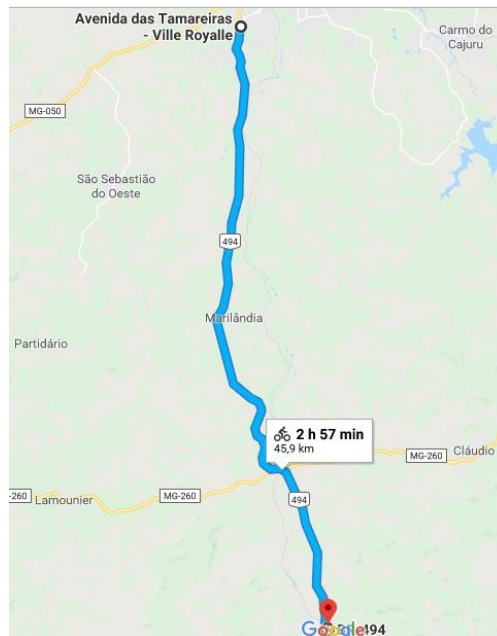 Avenida das Tamareiras
- Ville Royalle
Carmo do
Cajuru
MG-050
São Sebastião
do Oeste
494
Marilândia
Partidário
2 h 57 min
45,9 km
Cláudio
MG-260
MG-260
-260
Lamounier
494
Google
494